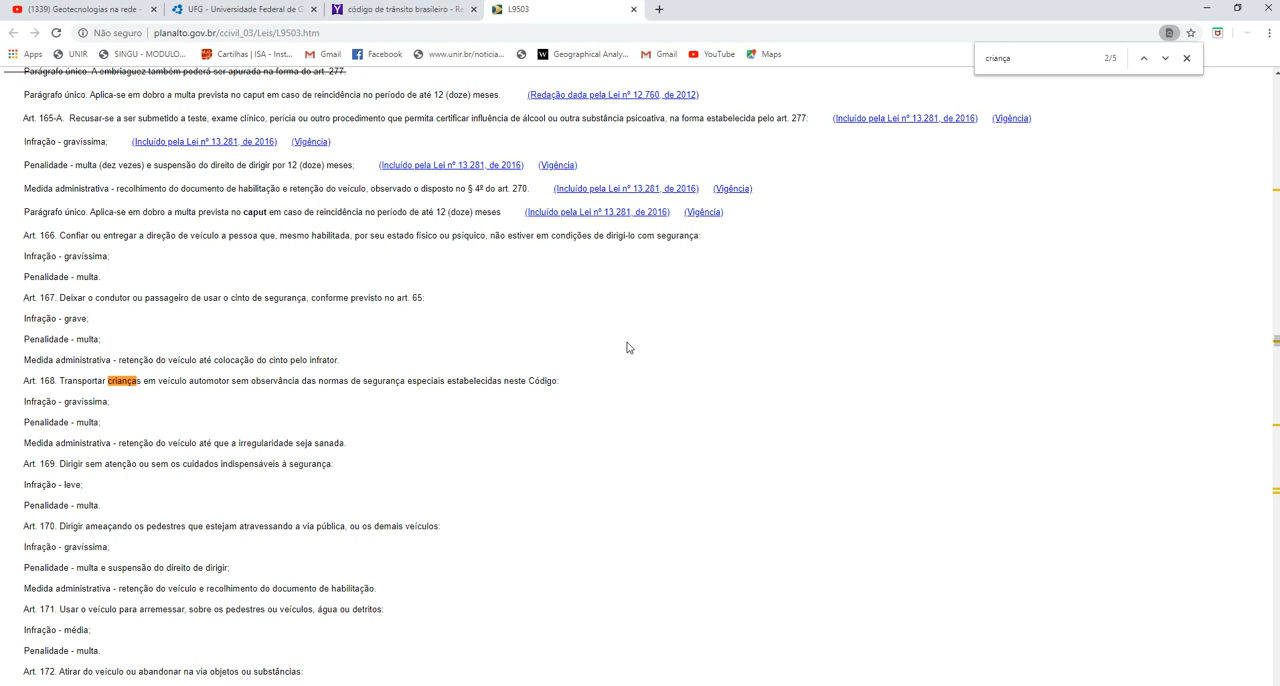 (1339) Geotecnologias na rede -
UFG - Universidade Federal de G
código de trânsito brasileiro - Re
L9503
Não seguro
planalto.gov.br/ccivil_03/Leis/L9503.htm
Apps
UNIR
SINGU - MODULO...
Cartilhas | ISA - Inst...
Gmail
Facebook
www.unir.br/noticia...
Geographical Analy...
Gmail
YouTube
Maps
criança 2/5
Parágrafo único. A embriaguez também poderá ser apurada na forma do art. 277.
Parágrafo único. Aplica-se em dobro a multa prevista no caput em caso de reincidência no período de até 12 (doze) meses. (Redação dada pela Lei nº 12.760, de 2012)
Art. 165-A. Recusar-se a ser submetido a teste, exame clínico, perícia ou outro procedimento que permita certificar influência de álcool ou outra substância psicoativa, na forma estabelecida pelo art. 277: (Incluído pela Lei nº 13.281, de 2016) (Vigência)
Infração - gravíssima; (Incluído pela Lei nº 13.281, de 2016) (Vigência)
Penalidade - multa (dez vezes) e suspensão do direito de dirigir por 12 (doze) meses; (Incluído pela Lei nº 13.281, de 2016) (Vigência)
Medida administrativa - recolhimento do documento de habilitação e retenção do veículo, observado o disposto no § 4º do art. 270. (Incluído pela Lei nº 13.281, de 2016) (Vigência)
Parágrafo único. Aplica-se em dobro a multa prevista no caput em caso de reincidência no período de até 12 (doze) meses (Incluído pela Lei nº 13.281, de 2016) (Vigência)
Art. 166. Confiar ou entregar a direção de veículo a pessoa que, mesmo habilitada, por seu estado físico ou psíquico, não estiver em condições de dirigi-lo com segurança:
Infração - gravíssima;
Penalidade - multa.
Art. 167. Deixar o condutor ou passageiro de usar o cinto de segurança, conforme previsto no art. 65:
Infração - grave;
Penalidade - multa;
Medida administrativa - retenção do veículo até colocação do cinto pelo infrator.
Art. 168. Transportar crianças em veículo automotor sem observância das normas de segurança especiais estabelecidas neste Código:
Infração - gravíssima;
Penalidade - multa;
Medida administrativa - retenção do veículo até que a irregularidade seja sanada.
Art. 169. Dirigir sem atenção ou sem os cuidados indispensáveis à segurança:
Infração - leve;
Penalidade - multa.
Art. 170. Dirigir ameaçando os pedestres que estejam atravessando a via pública, ou os demais veículos:
Infração - gravíssima;
Penalidade - multa e suspensão do direito de dirigir;
Medida administrativa - retenção do veículo e recolhimento do documento de habilitação.
Art. 171. Usar o veículo para arremessar, sobre os pedestres ou veículos, água ou detritos:
Infração - média;
Penalidade - multa.
Art. 172. Atirar do veículo ou abandonar na via objetos ou substâncias: